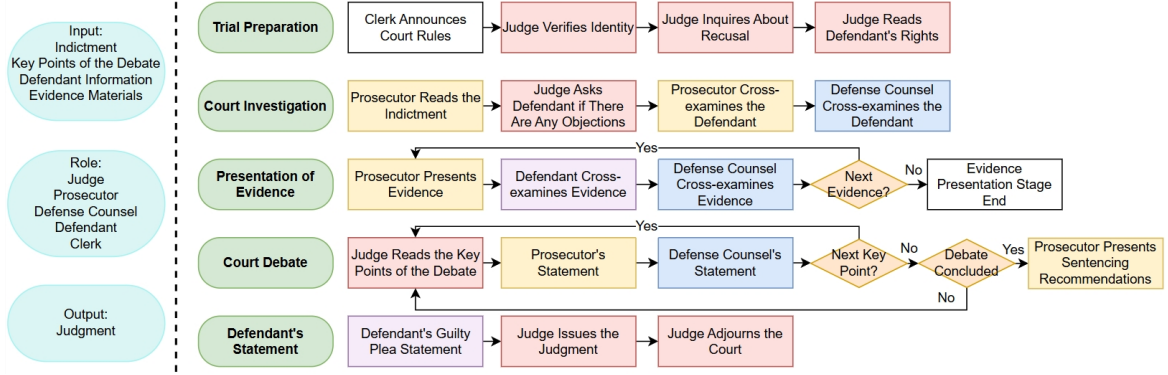 Input:
Indictment
Key Points of the Debate
Defendant Information
Evidence Materials
Role:
Judge
Prosecutor
Defense Counsel
Defendant
Clerk
Output:
Judgment
Trial Preparation
Clerk Announces
Court Rules
Judge Verifies Identity
Judge Inquires About
Recusal
Judge Reads
Defendant's Rights
Court Investigation
Prosecutor Reads the
Indictment
Judge Asks
Defendant if There
Are Any Objections
Prosecutor Cross-
examines the
Defendant
Defense Counsel
Cross-examines the
Defendant
Presentation of
Evidence
Prosecutor Presents
Evidence
Defendant Cross-
examines Evidence
Defense Counsel
Cross-examines
Evidence
Yes
Next
Evidence?
No
Evidence
Presentation Stage
End
Court Debate
Judge Reads the Key
Points of the Debate
Prosecutor's
Statement
Defense Counsel's
Statement
Yes
Next Key
Point?
No
Debate
Concluded
Yes
No
Prosecutor Presents
Sentencing
Recommendations
Defendant's
Statement
Defendant's Guilty
Plea Statement
Judge Issues the
Judgment
Judge Adjourns the
Court